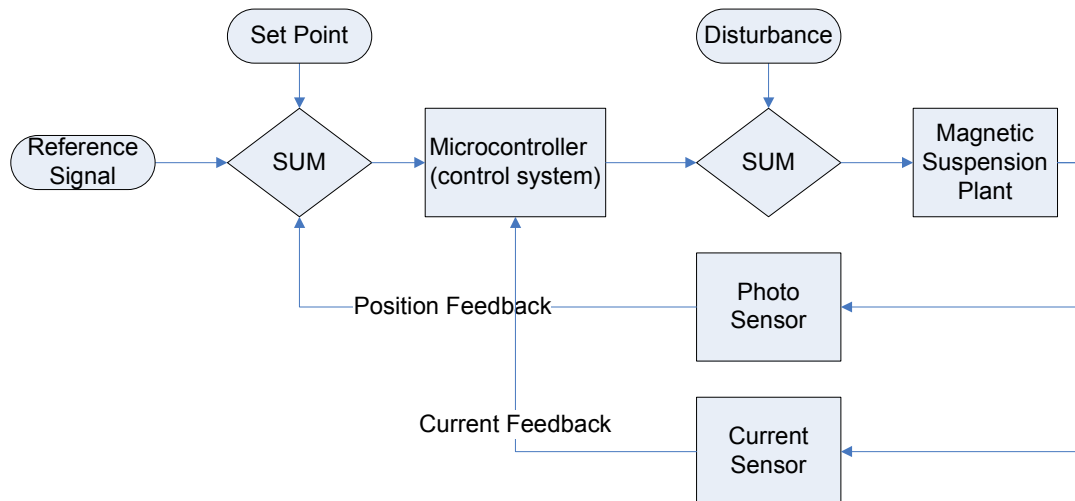 Set Point
Disturbance
Reference
Signal
SUM
Microcontroller
(control system)
SUM
Magnetic
Suspension
Plant
Position Feedback
Photo
Sensor
Current Feedback
Current
Sensor